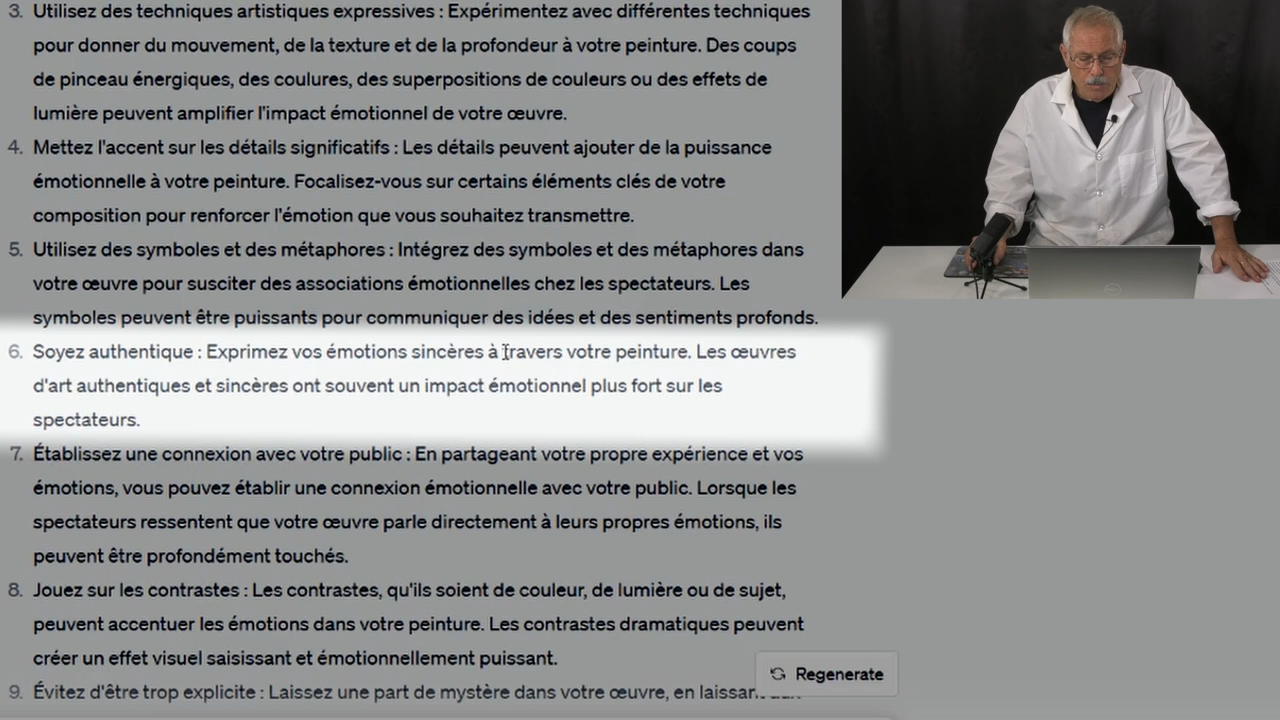 3. Utilisez des techniques artistiques expressives : Expérimentez avec différentes techniques
pour donner du mouvement, de la texture et de la profondeur à votre peinture. Des coups
de pinceau énergiques, des coulures, des superpositions de couleurs ou des effets de
lumière peuvent amplifier l'impact émotionnel de votre œuvre.
4. Mettez l'accent sur les détails significatifs : Les détails peuvent ajouter de la puissance
émotionnelle à votre peinture. Focalisez-vous sur certains éléments clés de votre
composition pour renforcer l'émotion que vous souhaitez transmettre.
5. Utilisez des symboles et des métaphores : Intégrez des symboles et des métaphores dans
votre œuvre pour susciter des associations émotionnelles chez les spectateurs. Les
symboles peuvent être puissants pour communiquer des idées et des sentiments profonds.
6. Soyez authentique : Exprimez vos émotions sincères à travers votre peinture. Les œuvres
d'art authentiques et sincères ont souvent un impact émotionnel plus fort sur les
spectateurs.
7. Établissez une connexion avec votre public : En partageant votre propre expérience et vos
émotions, vous pouvez établir une connexion émotionnelle avec votre public. Lorsque les
spectateurs ressentent que votre œuvre parle directement à leurs propres émotions, ils
peuvent être profondément touchés.
8. Jouez sur les contrastes : Les contrastes, qu'ils soient de couleur, de lumière ou de sujet,
peuvent accentuer les émotions dans votre peinture. Les contrastes dramatiques peuvent
créer un effet visuel saisissant et émotionnellement puissant.
Regenerate
9. Évitez d'être trop explicite : Laissez une part de mystère dans votre œuvre, en